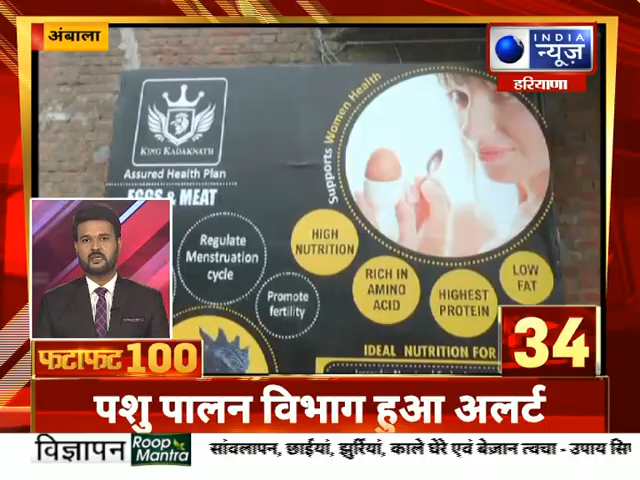 अंबाला
INDIA
न्यूज़
हरियाणा
KING KADAKNATH
Assured Health Plan
EGGS & MEAT
Supports Women Health
Regulate
Menstruation
cycle
Promote
fertility
HIGH
NUTRITION
RICH IN
AMINO
ACID
HIGHEST
PROTEIN
LOW
FAT
IDEAL NUTRITION FOR
फटाफट 100
34
पशु पालन विभाग हुआ अलर्ट
विज्ञापन
Roop
Mantra
सांवलापन, छाईयां, झुर्रियां, काले घेरे एवं बेजान त्वचा - उपाय सि